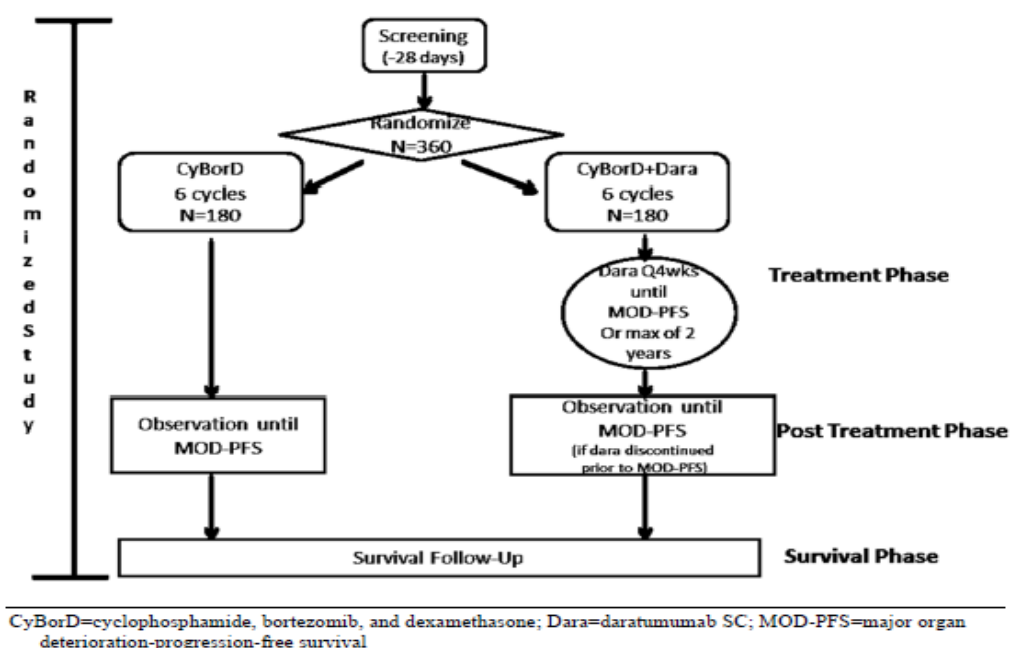 Screening
(-28 days)
Randomize
N=360
CyBorD
6 cycles
N=180
CyBorD+Dara
6 cycles
N=180
Dara Q4wks
until
MOD-PFS
Or max of 2
years
Treatment Phase
Observation until
MOD-PFS
Observation until
MOD-PFS
(if dara discontinued
prior to MOD-PFS)
Post Treatment Phase
Survival Follow-Up
Survival Phase
Randomized Study
CyBorD=cyclophosphamide, bortezomib, and dexamethasone; Dara=daratumumab SC; MOD-PFS=major organ
deterioration-progression-free survival